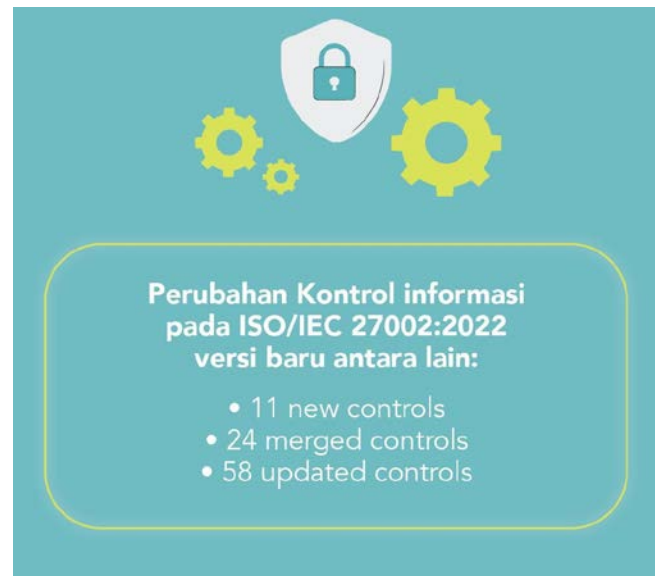 Perubahan Kontrol informasi
pada ISO/IEC 27002:2022
versi baru antara lain:
• 11 new controls
• 24 merged controls
• 58 updated controls